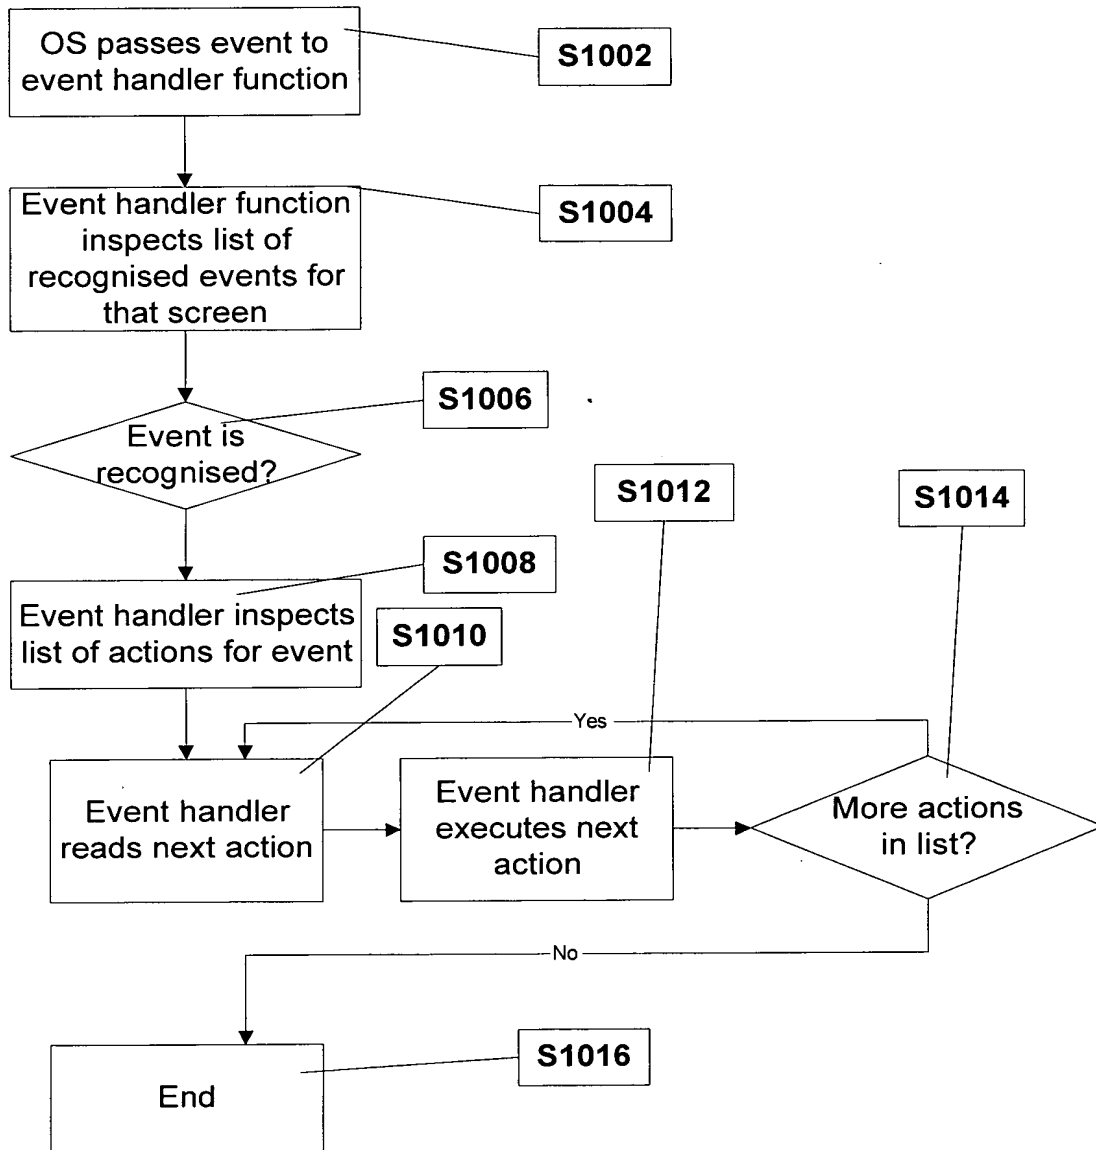 OS passes event to
event handler function
S1002
Event handler function
inspects list of
recognised events for
that screen
S1004
S1006
Event is
recognised?
S1012
S1014
S1008
Event handler inspects
list of actions for event
S1010
Yes
Event handler
reads next action
Event handler
executes next
action
More actions
in list?
No
S1016
End